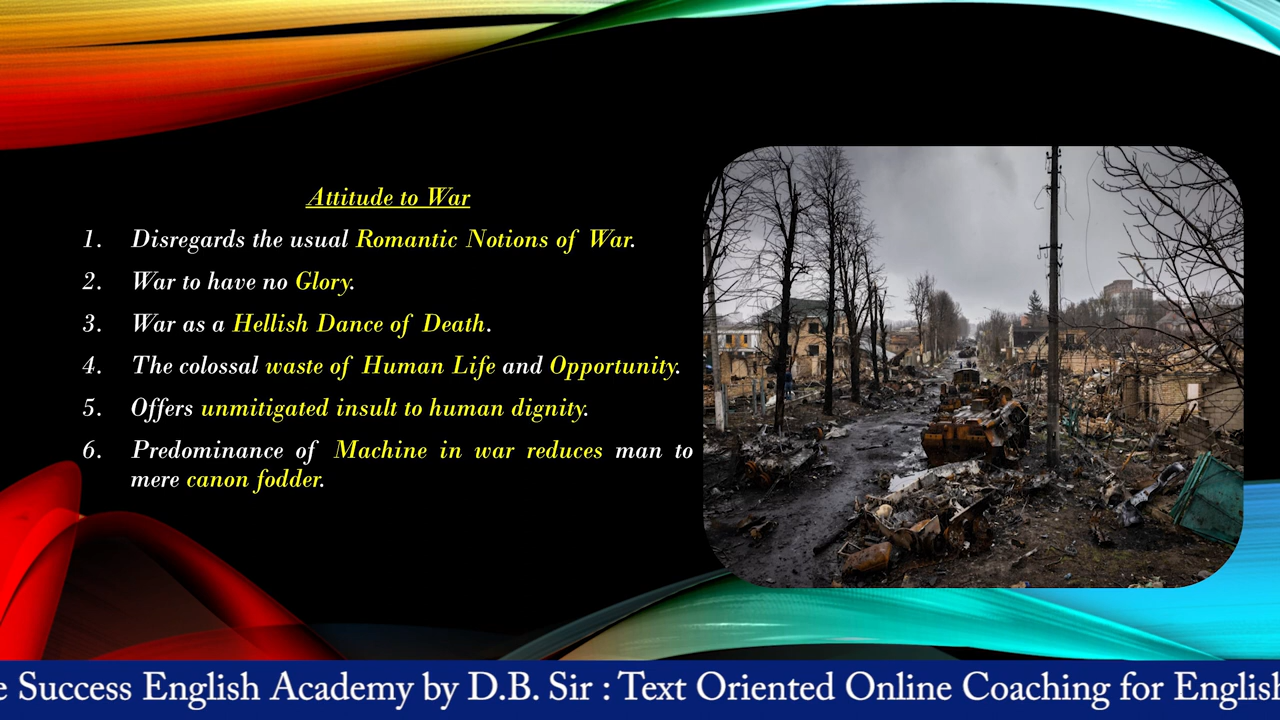 Attitude to War
1. Disregards the usual Romantic Notions of War.
2. War to have no Glory.
3. War as a Hellish Dance of Death.
4. The colossal waste of Human Life and Opportunity.
5. Offers unmitigated insult to human dignity.
6. Predominance of Machine in war reduces man to
mere canon fodder.
e Success English Academy by D.B. Sir : Text Oriented Online Coaching for English